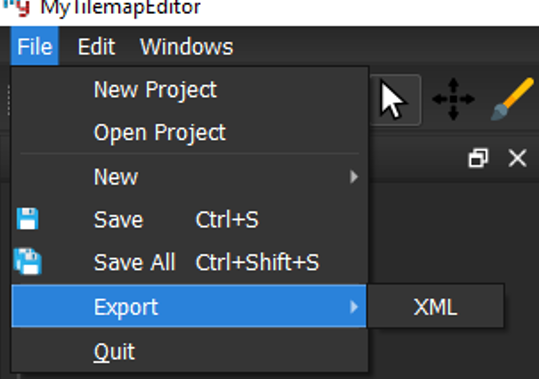 MyTilemapEditor
File Edit Windows
New Project
Open Project
New
Save Ctrl+S
Save All Ctrl+Shift+S
Export XML
Quit